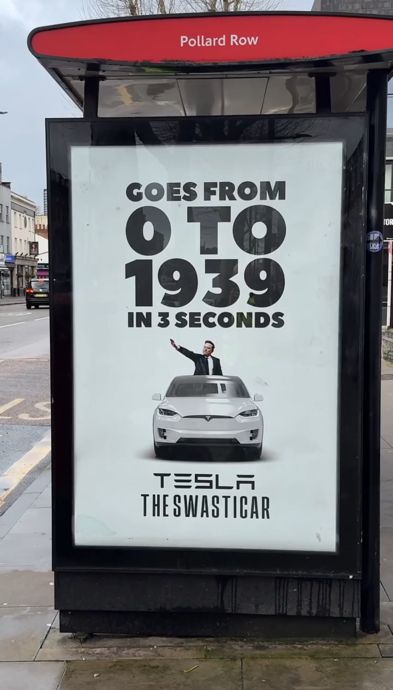 Pollard Row
GOES FROM
0 TO
1939
IN 3 SECONDS
TESLA
THE SWASTICAR